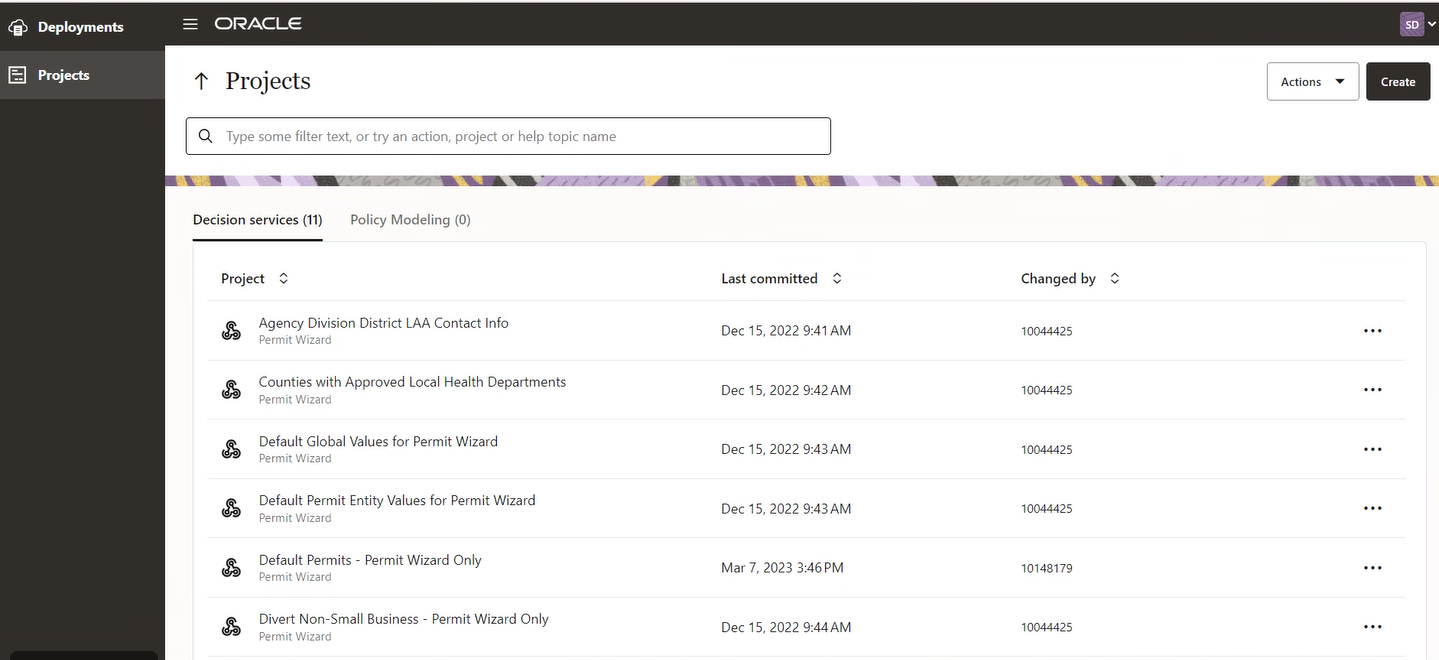 Deployments
ORACLE
SD
Projects
Projects
Actions
Create
Type some filter text, or try an action, project or help topic name
Decision services (11)
Policy Modeling (0)
Project
Last committed
Changed by
Agency Division District LAA Contact Info
Permit Wizard
Dec 15, 2022 9:41 AM
10044425
Counties with Approved Local Health Departments
Permit Wizard
Dec 15, 2022 9:42 AM
10044425
Default Global Values for Permit Wizard
Permit Wizard
Dec 15, 2022 9:43 AM
10044425
Default Permit Entity Values for Permit Wizard
Permit Wizard
Dec 15, 2022 9:43 AM
10044425
Default Permits - Permit Wizard Only
Permit Wizard
Mar 7, 2023 3:46 PM
10148179
Divert Non-Small Business - Permit Wizard Only
Permit Wizard
Dec 15, 2022 9:44 AM
10044425